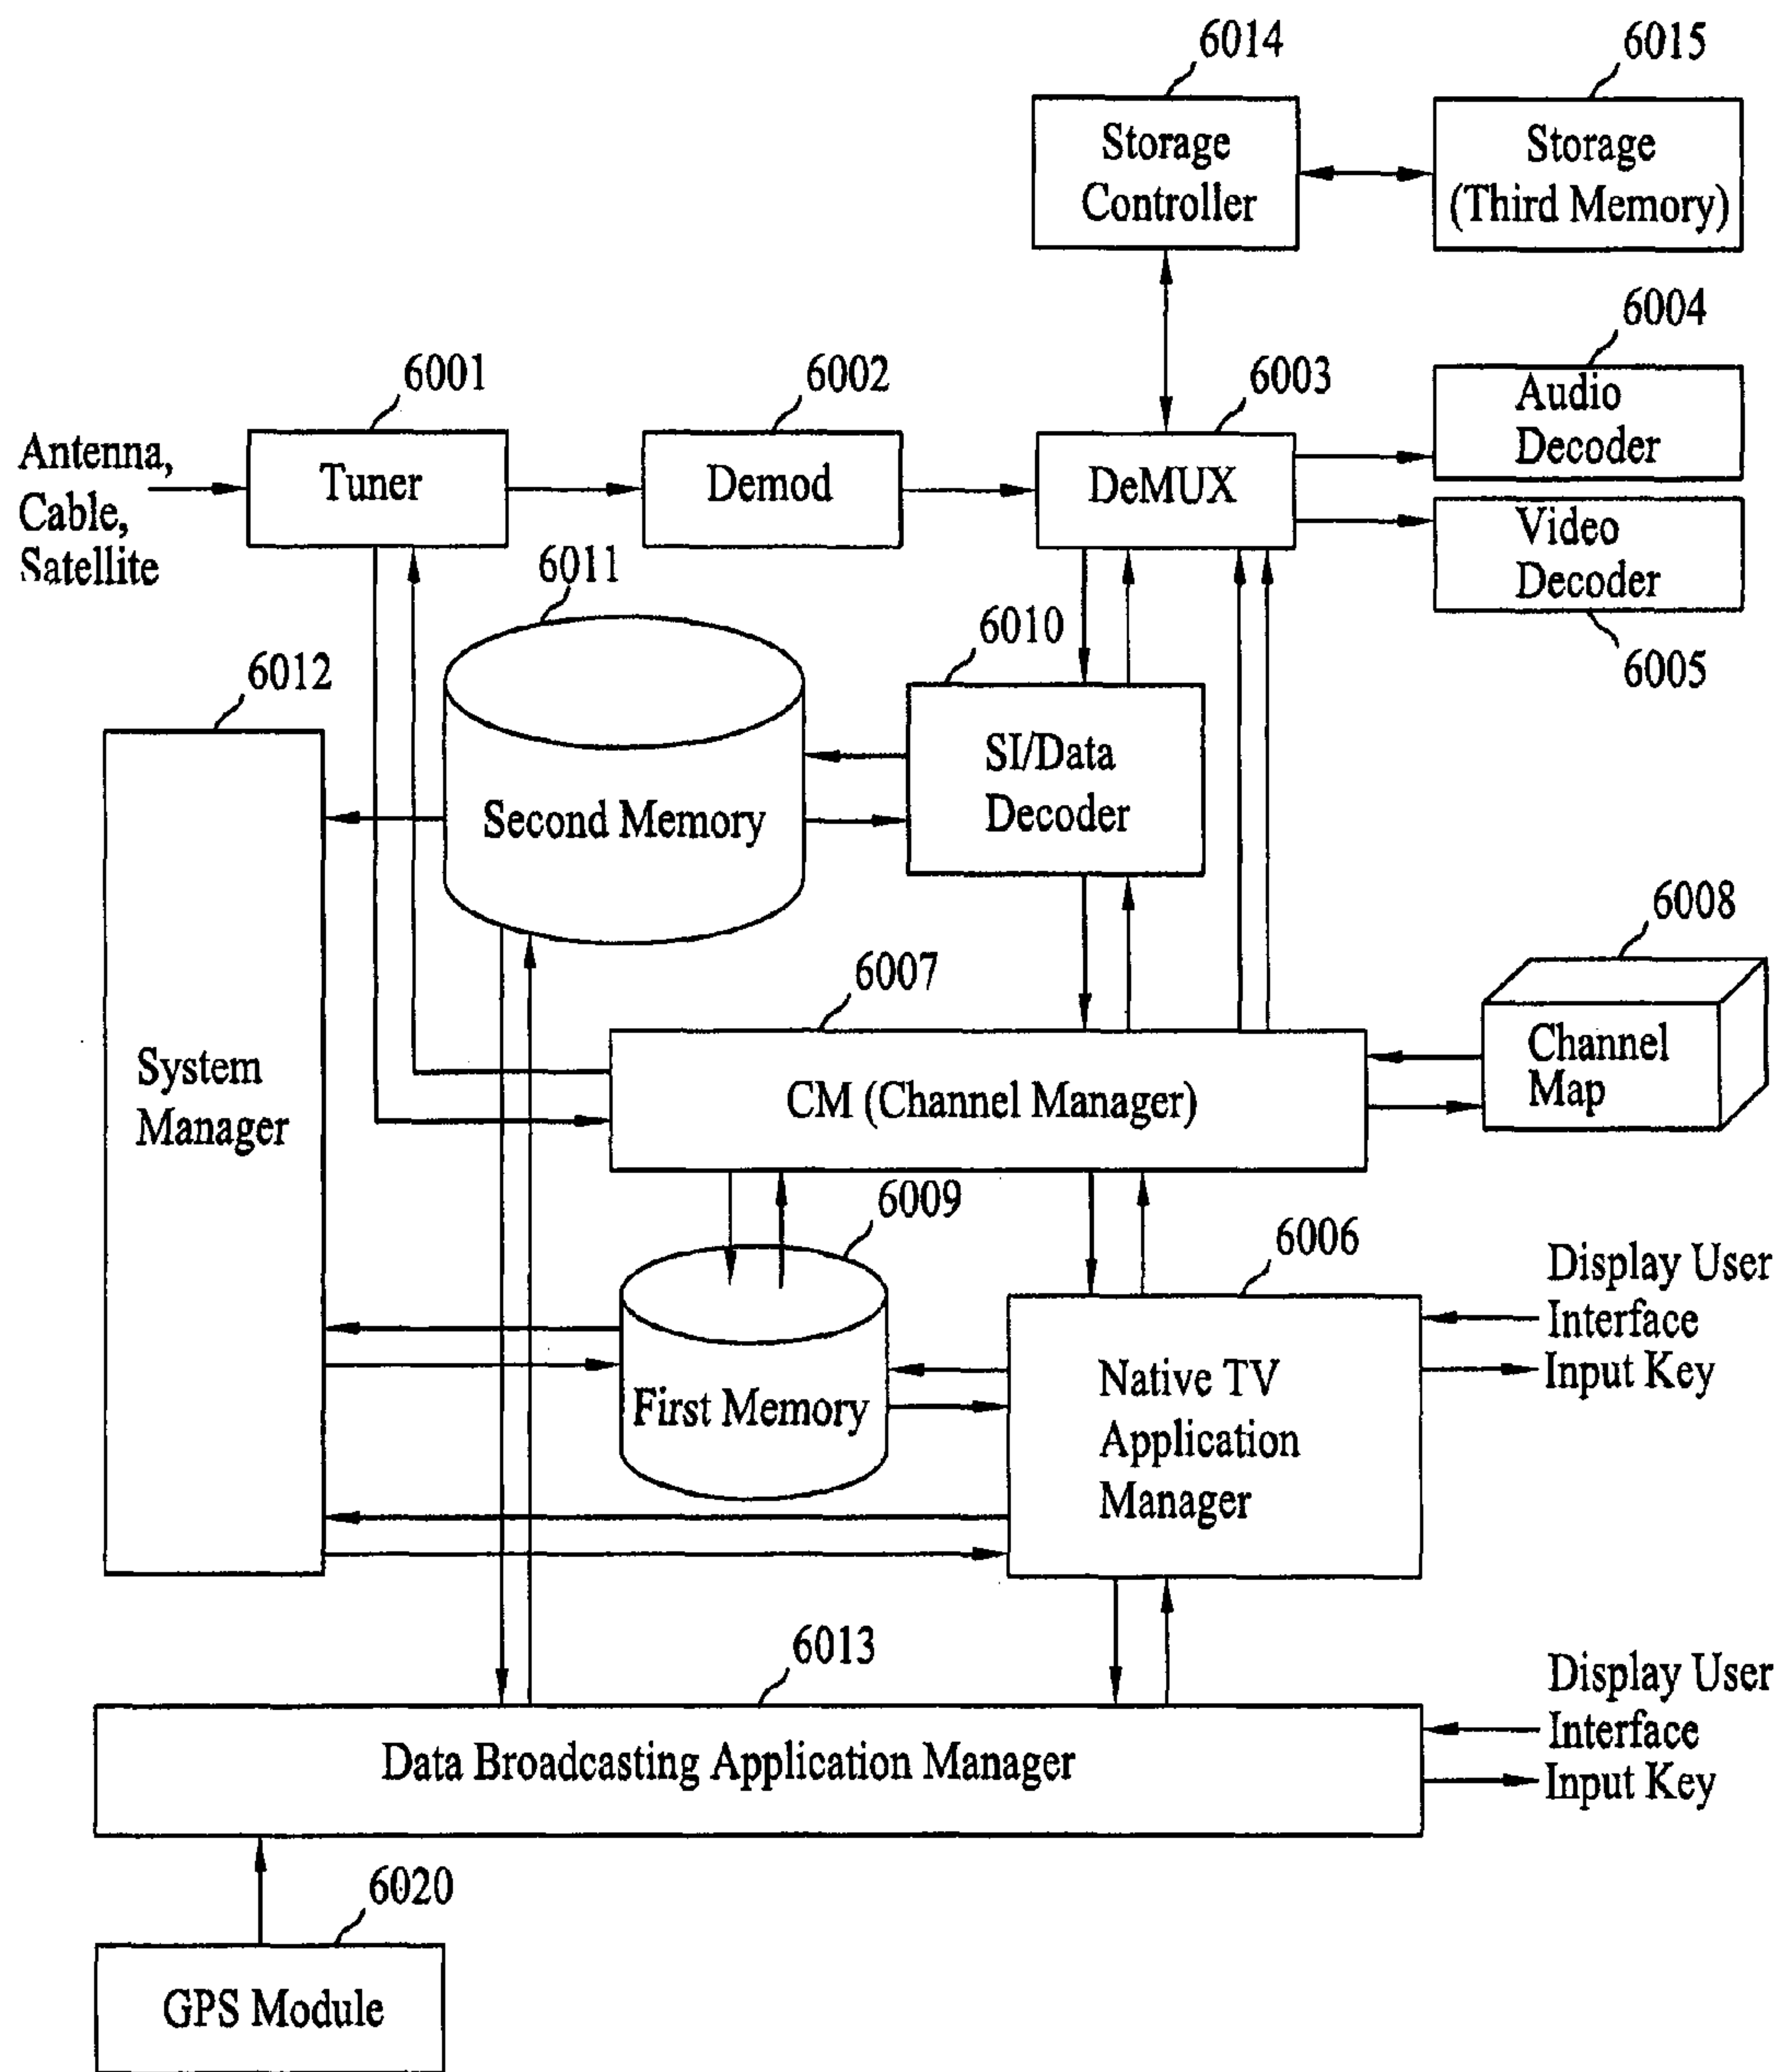 6014
6015
Storage
Controller
Storage
(Third Memory)
6004
6001
6002
6003
Audio
Decoder
Antenna,
Cable,
Satellite
Tuner
Demod
DeMUX
Video
Decoder
6005
6011
6010
6012
SI/Data
Decoder
Second Memory
6008
6007
System
Manager
CM (Channel Manager)
Channel
Map
6009
6006
Display User
Interface
Input Key
First Memory
Native TV
Application
Manager
6013
Display User
Interface
Input Key
Data Broadcasting Application Manager
6020
GPS Module